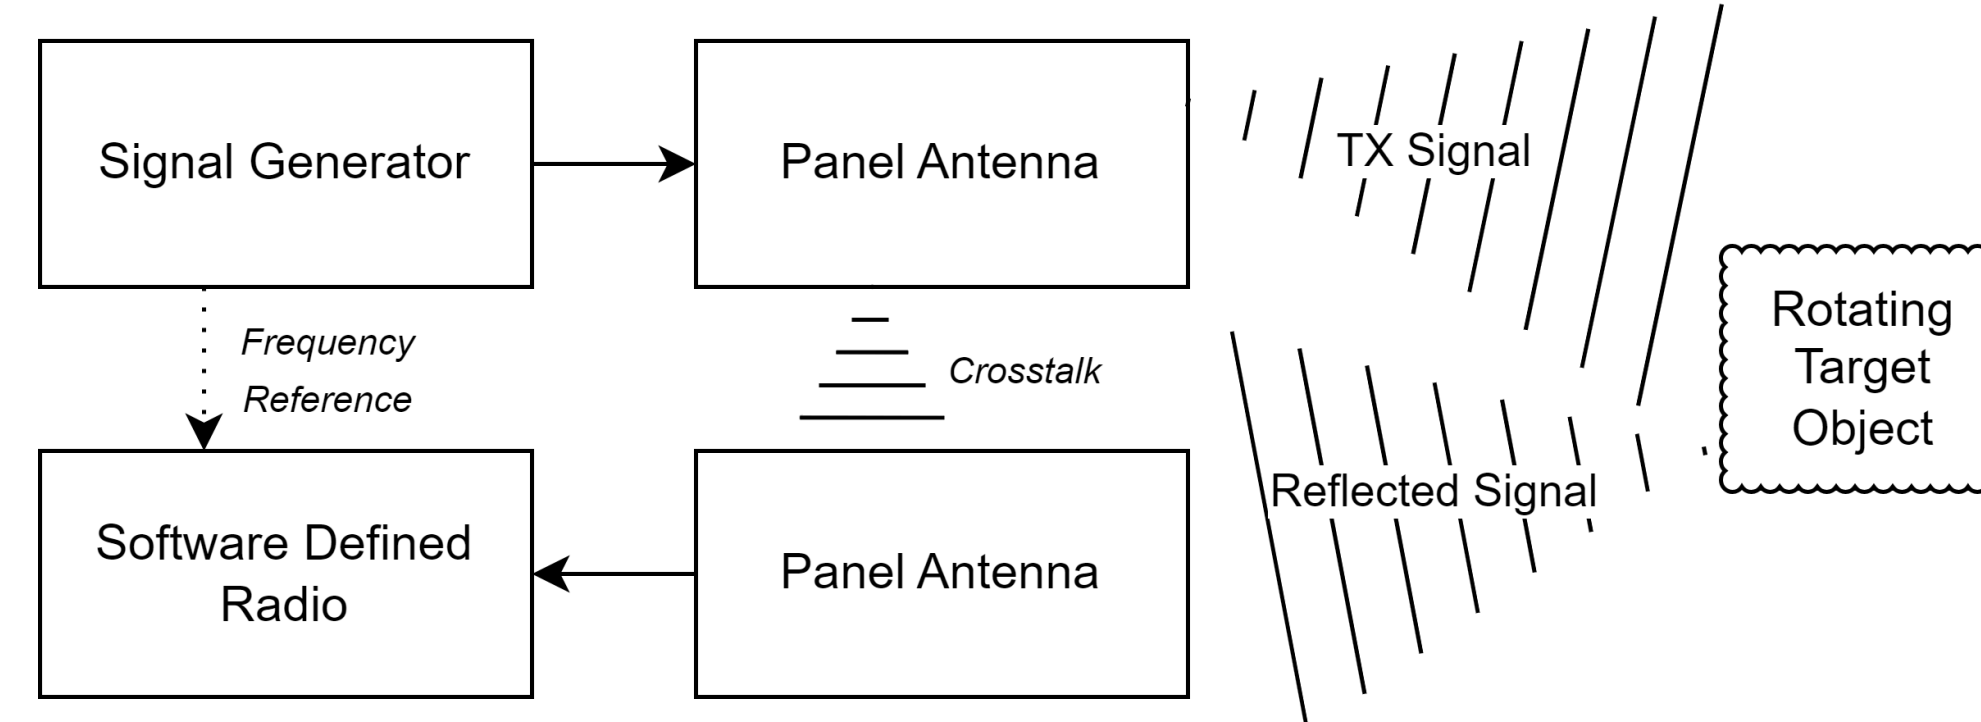 Signal Generator
Panel Antenna
TX Signal
Frequency
Reference
Crosstalk
Rotating
Target
Object
Reflected Signal
Software Defined
Radio
Panel Antenna